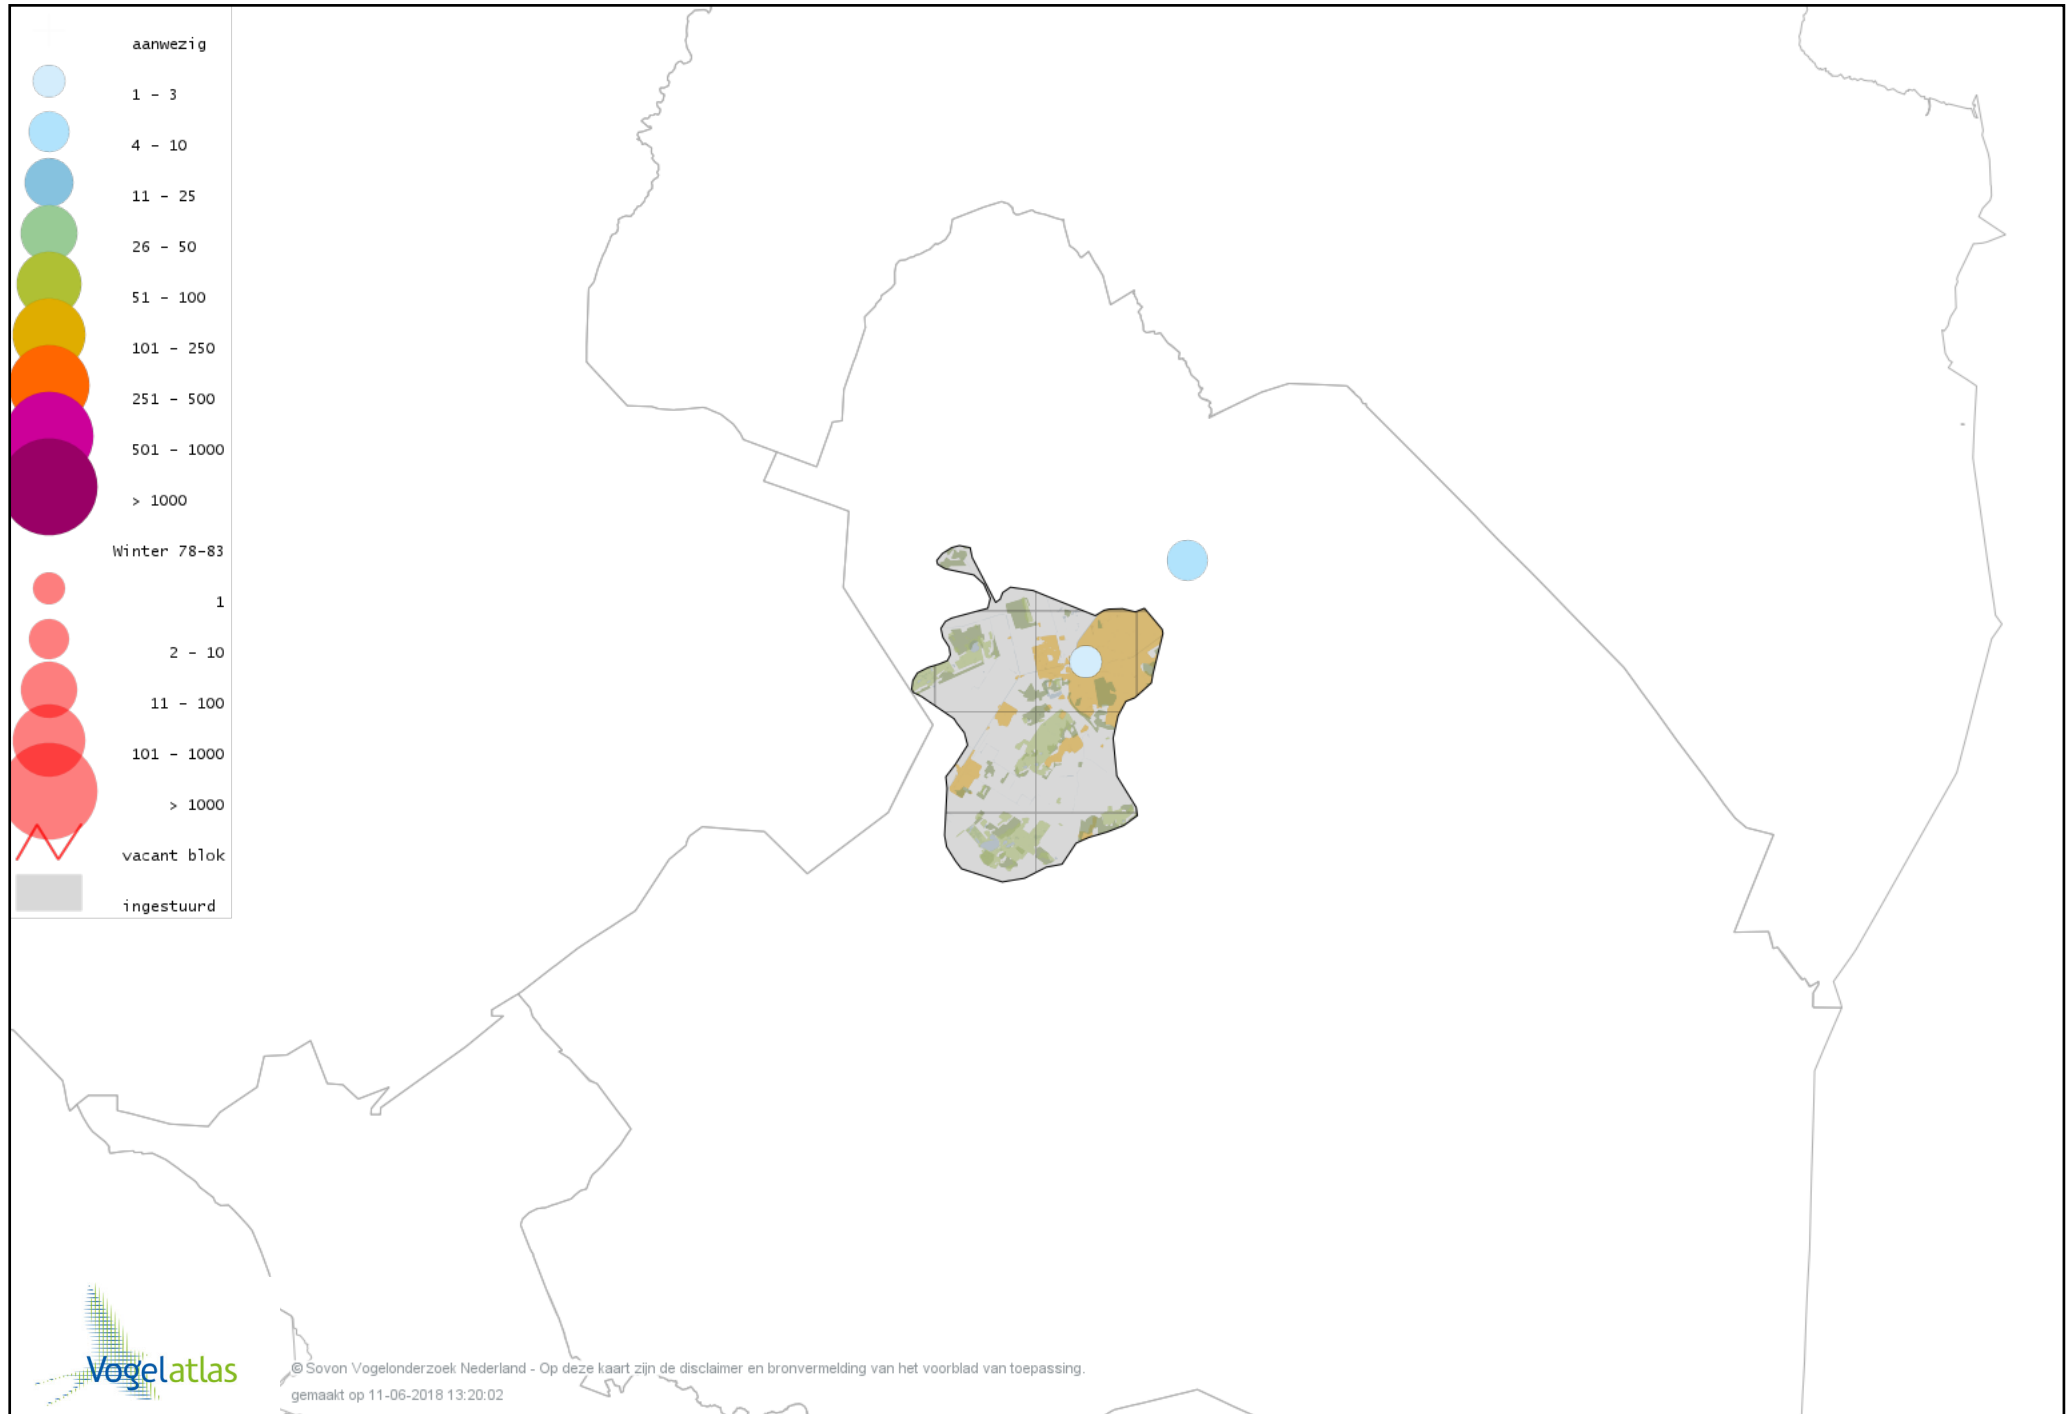 aanwezig
1 - 3
4 - 10
11 - 25
26 - 50
51 - 100
101 - 250
251 - 500
501 - 1000
> 1000
Winter 78-83
1
2 - 10
11 - 100
101 - 1000
> 1000
vacant blok
ingestuurd
Vogelatlas
© Sovon Vogelonderzoek Nederland - Op deze kaart zijn de disclaimer en bronvermelding van het voorblad van toepassing.
gemaakt op 11-06-2018 13:20:02